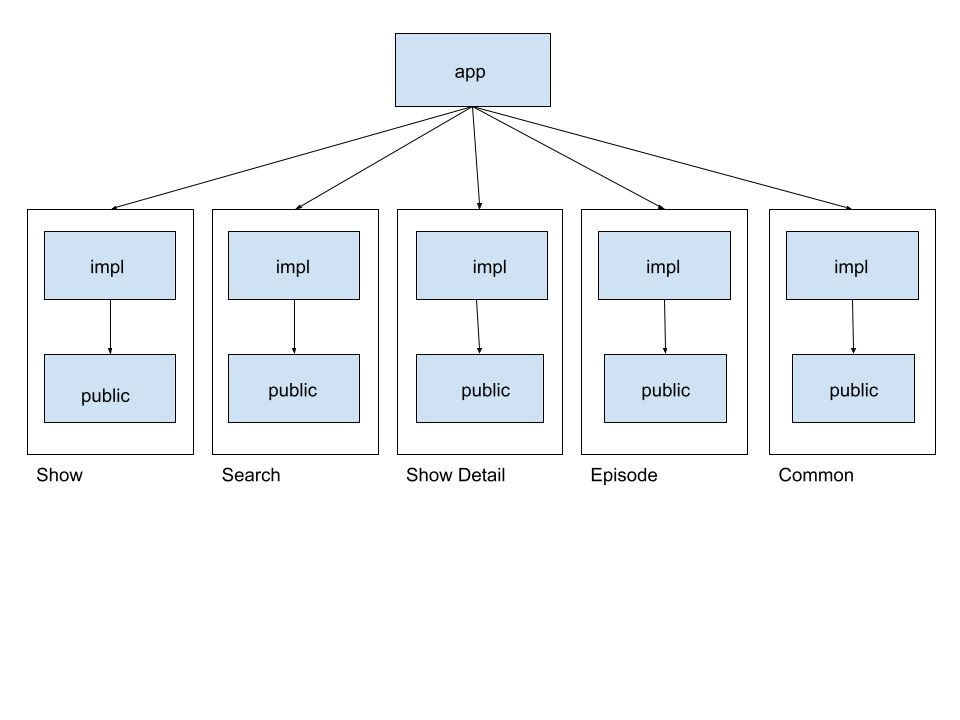 app
impl
impl
impl
impl
impl
public
public
public
public
public
Show
Search
Show Detail
Episode
Common